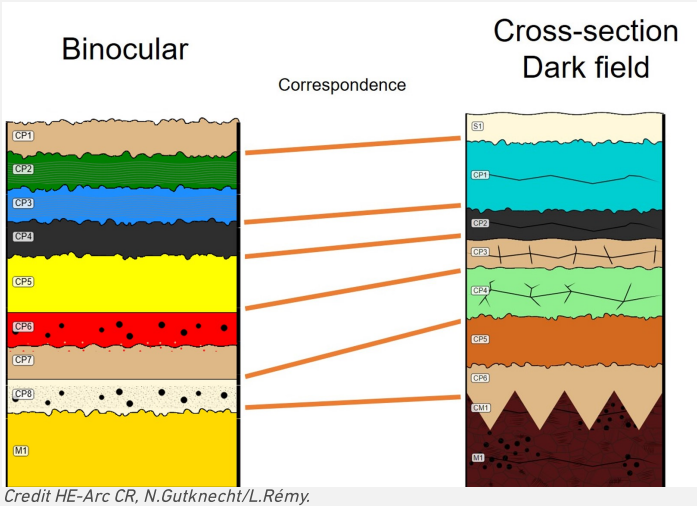 Binocular
Correspondence
Cross-section
Dark field
CP1
CP2
CP3
CP4
CP5
CP6
CP7
CP8
M1
S1
CP1
CP2
CP3
CP4
CP5
CP6
CM1
M1
Credit HE-Arc CR, N.Gutknecht/L.Rémy.